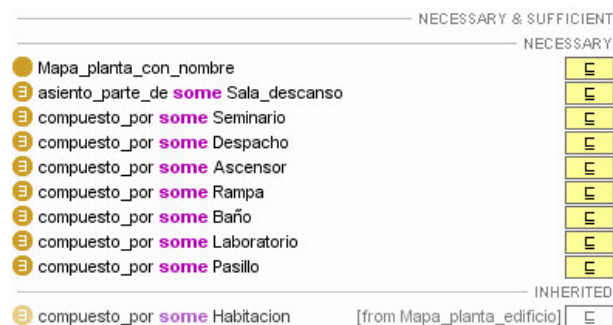 NECESSARY & SUFFICIENT
NECESSARY
Mapa_planta_con_nombre ⊑
∃ asiento_parte_de some Sala_descanso ⊑
∃ compuesto_por some Seminario ⊑
∃ compuesto_por some Despacho ⊑
∃ compuesto_por some Ascensor ⊑
∃ compuesto_por some Rampa ⊑
∃ compuesto_por some Baño ⊑
∃ compuesto_por some Laboratorio ⊑
∃ compuesto_por some Pasillo ⊑
INHERITED
∃ compuesto_por some Habitacion [from Mapa_planta_edificio] ⊑